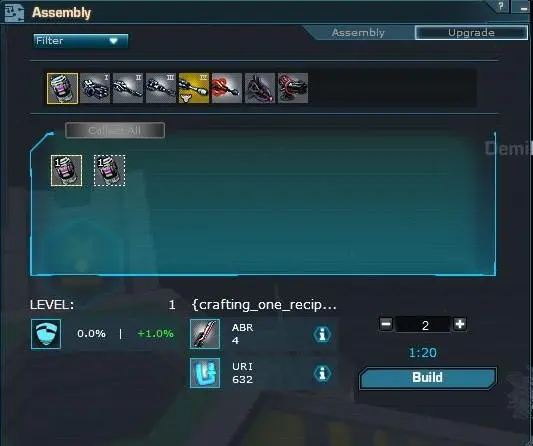 Assembly
?
Filter
Assembly
Upgrade
I
II
III
III
Collect All
1
1
Demil
LEVEL:
1
{crafting_one_recip...
0.0%
|
+1.0%
ABR
4
2
URI
632
1:20
Build